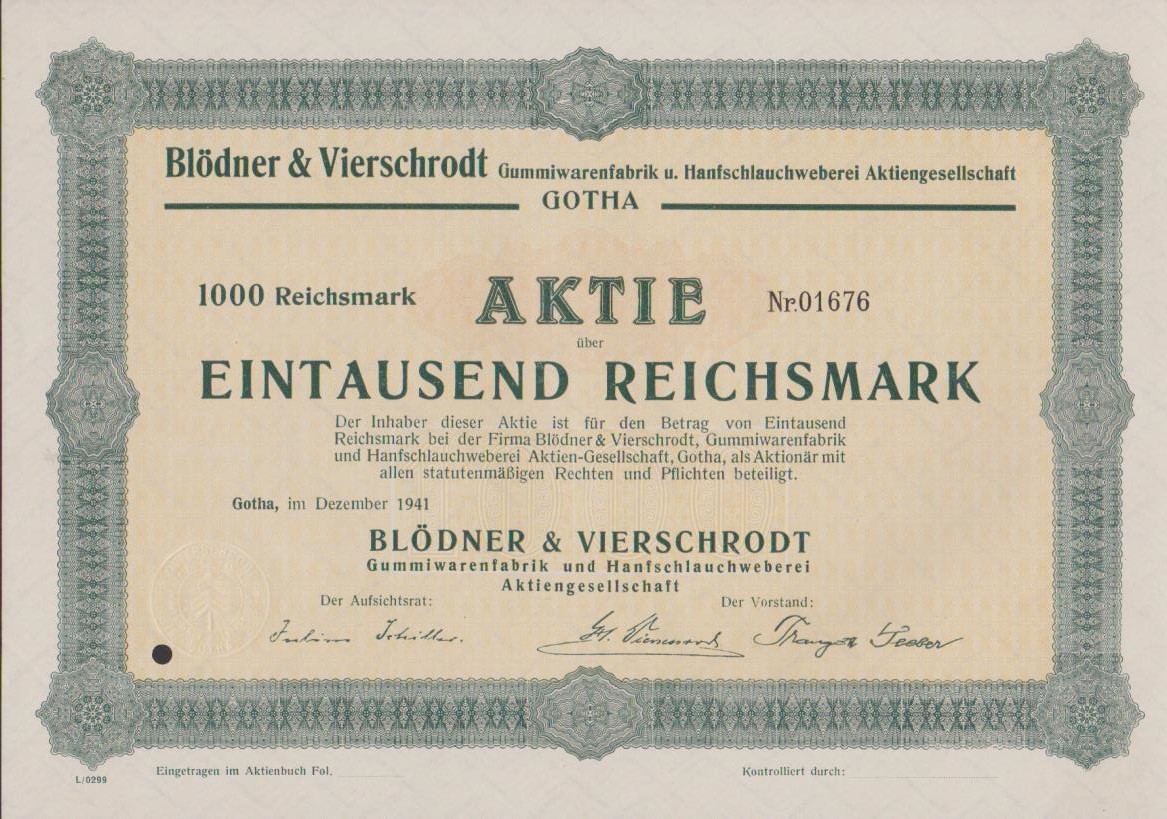 Blödner & Vierschrodt Gummiwarenfabrik u. Hanfschlauchweberei Aktiengesellschaft
GOTHA
1000 Reichsmark AKTIE Nr.01676
über
EINTAUSEND REICHSMARK
Der Inhaber dieser Aktie ist für den Betrag von Eintausend
Reichsmark bei der Firma Blödner & Vierschrodt, Gummiwarenfabrik
und Hanfschlauchweberei Aktien-Gesellschaft, Gotha, als Aktionär mit
allen statutenmäßigen Rechten und Pflichten beteiligt.
Gotha, im Dezember 1941
BLÖDNER & VIERSCHRODT
Gummiwarenfabrik und Hanfschlauchweberei
Aktiengesellschaft
Der Aufsichtsrat: Der Vorstand:
Schiller.
Eingetragen im Aktienbuch Fol. Kontrolliert durch:
L/0299